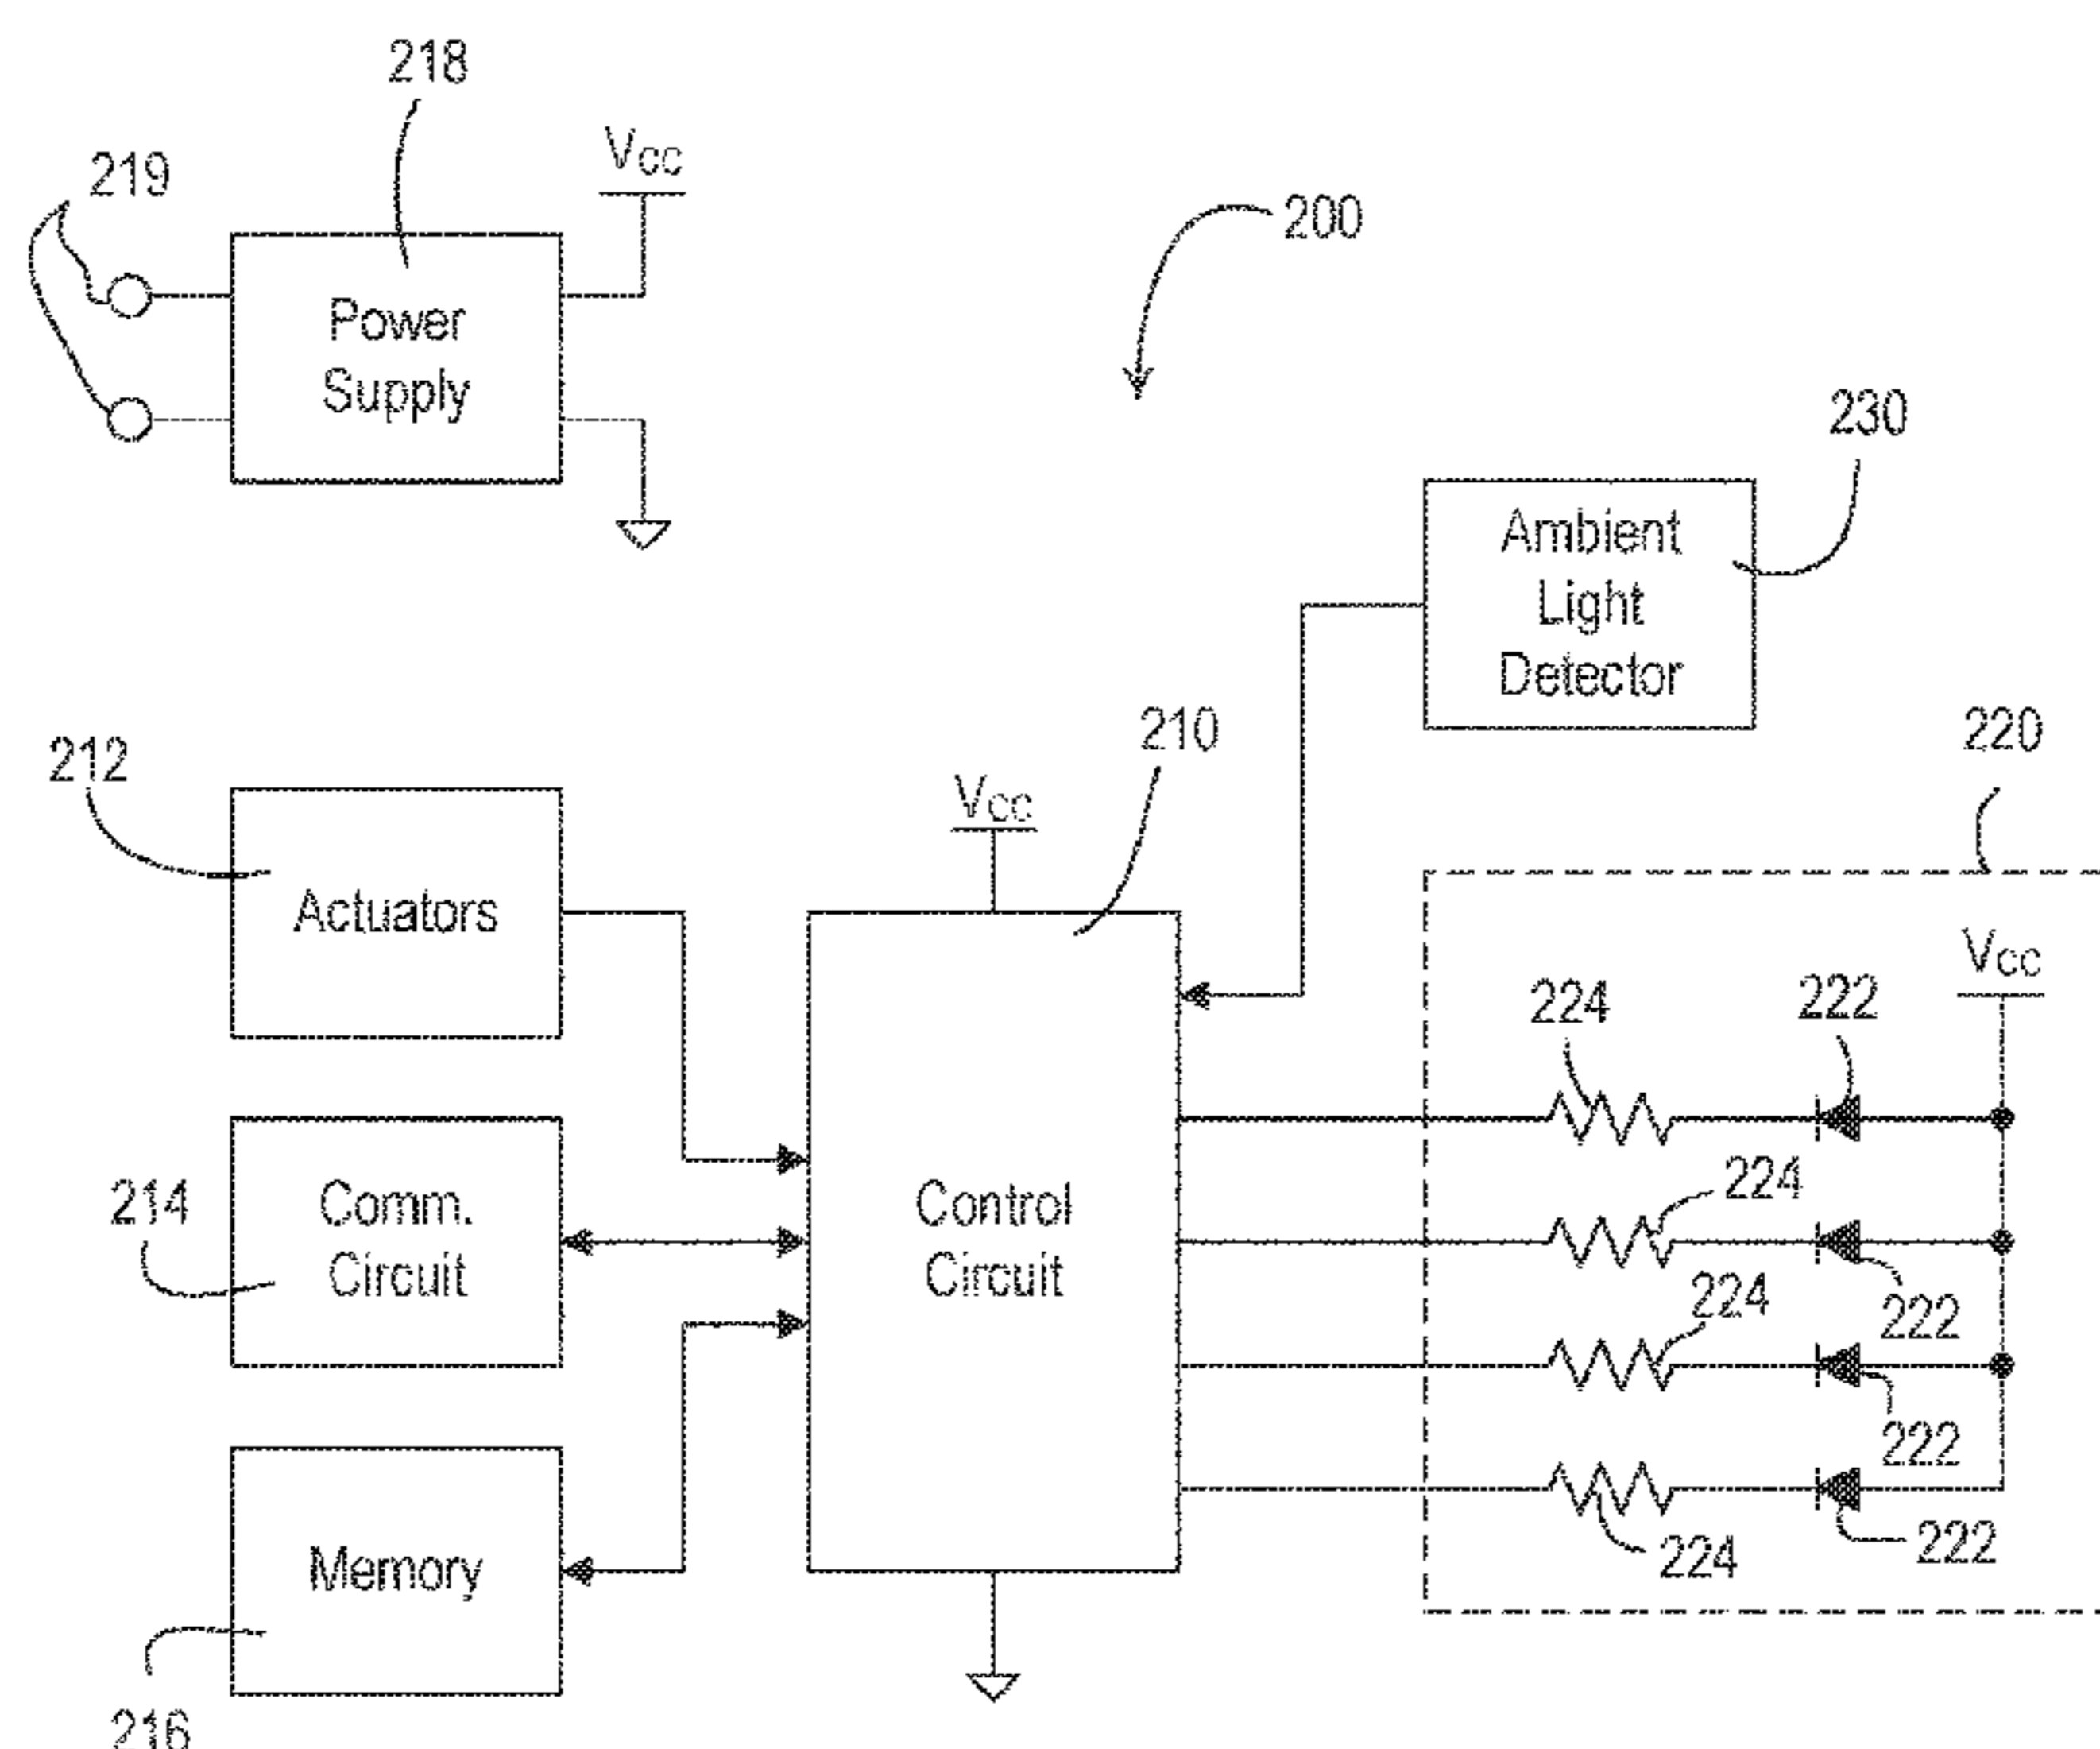 218
219
Vcc
200
Power
Supply
230
Ambient
Light
Detector
210
220
212
Vcc
Actuators
Vcc
224
222
214
Comm.
Circuit
Control
Circuit
224
222
224
222
Memory
224
222
216